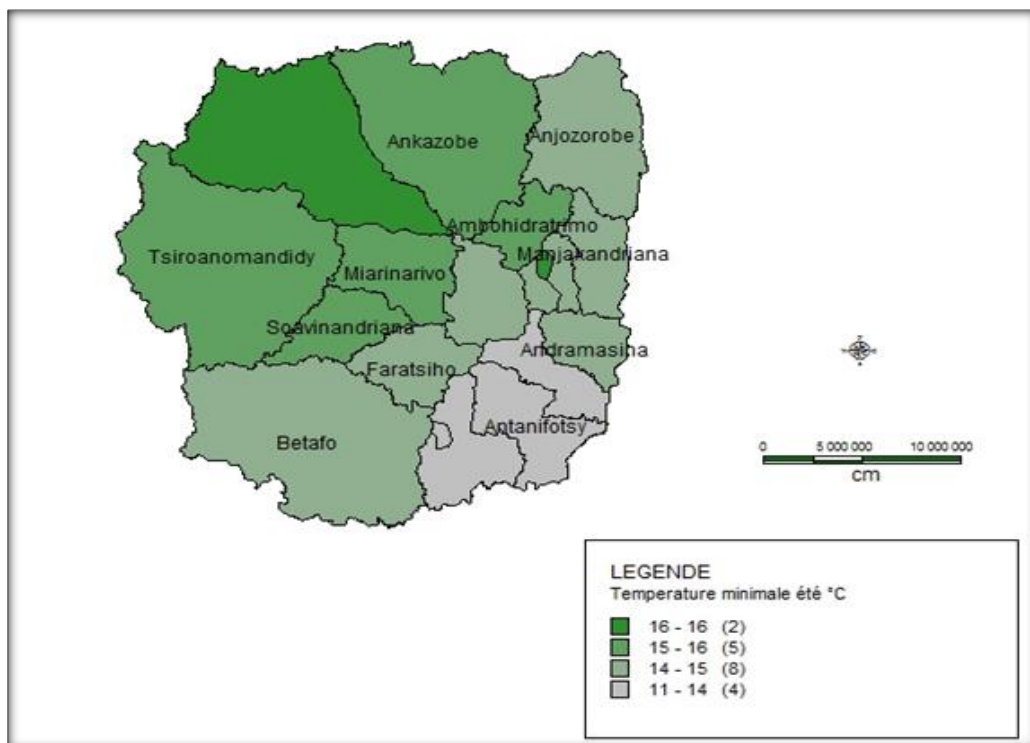 Ankazobe
Anjozorobe
Ambohidratrimo
Tsiroanomandidy
Manjakandriana
Miarinarivo
Soavinandriana
Andramasina
Faratsiho
Antanifotsy
Betafo
0 5 000 000 10 000 000
cm
LEGENDE
Temperature minimale été °C
16 - 16 (2)
15 - 16 (5)
14 - 15 (8)
11 - 14 (4)